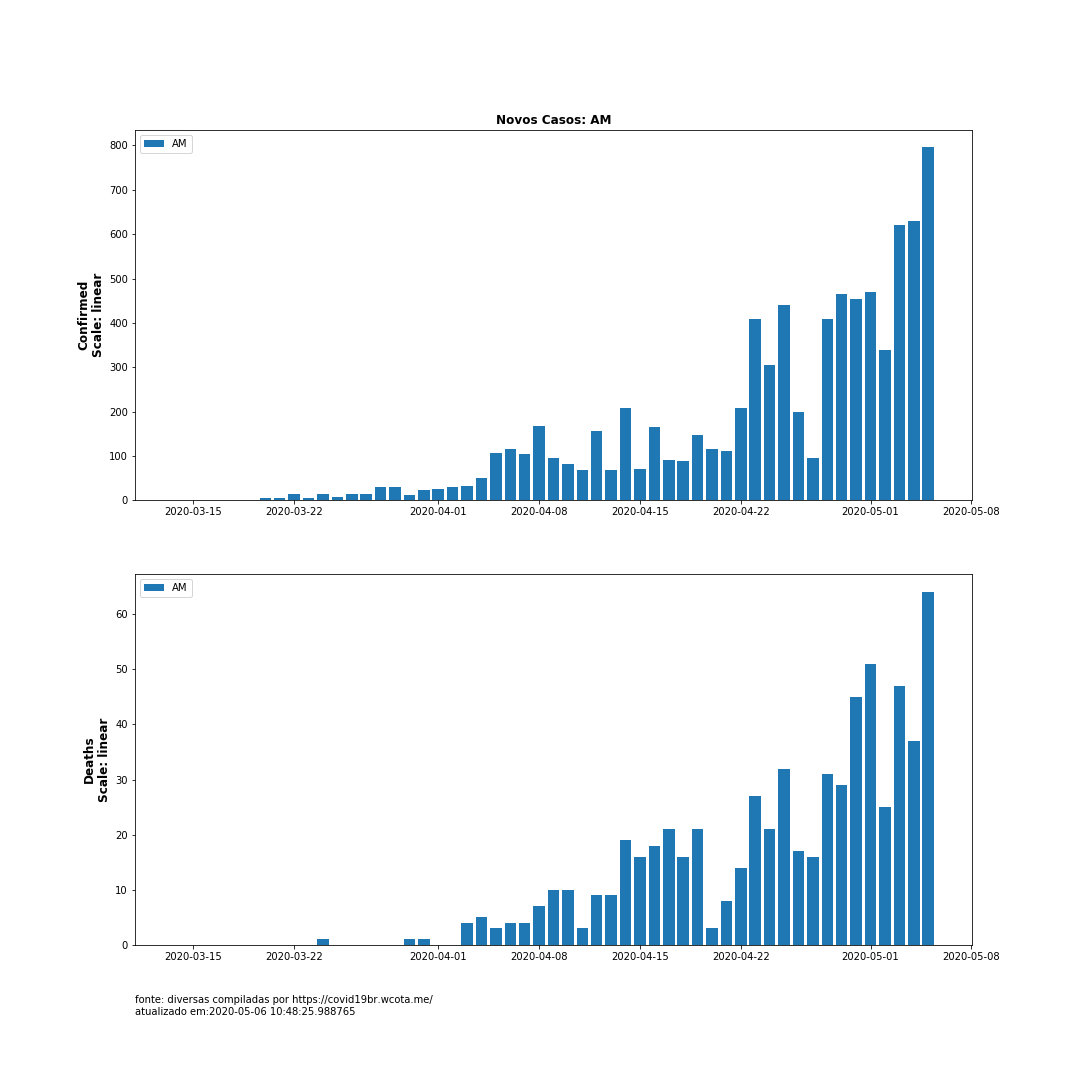 Novos Casos: AM
AM
800
700
600
500
400
300
200
100
0
Confirmed
Scale: linear
2020-03-15 2020-03-22 2020-04-01 2020-04-08 2020-04-15 2020-04-22 2020-05-01 2020-05-08
AM
60
50
40
30
20
10
0
Deaths
Scale: linear
2020-03-15 2020-03-22 2020-04-01 2020-04-08 2020-04-15 2020-04-22 2020-05-01 2020-05-08
fonte: diversas compiladas por https://covid19br.wcota.me/
atualizado em:2020-05-06 10:48:25.988765